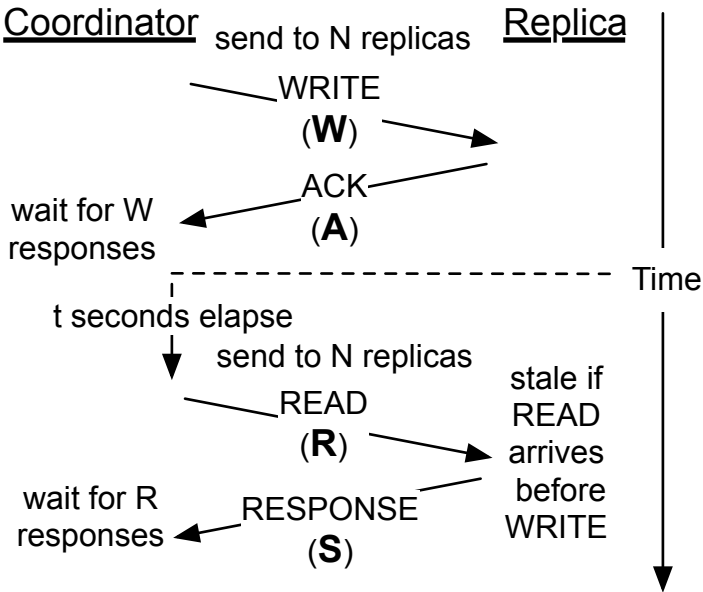 Coordinator
send to N replicas
Replica
WRITE
(W)
ACK
(A)
wait for W
responses
Time
t seconds elapse
send to N replicas
READ
(R)
stale if
READ
arrives
before
WRITE
RESPONSE
(S)
wait for R
responses